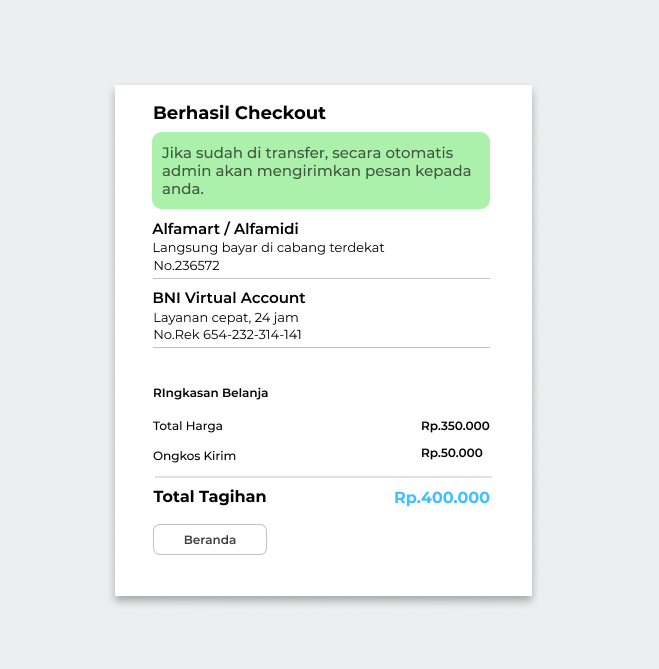 Berhasil Checkout
Jika sudah di transfer, secara otomatis
admin akan mengirimkan pesan kepada
anda.
Alfamart / Alfamidi
Langsung bayar di cabang terdekat
No.236572
BNI Virtual Account
Layanan cepat, 24 jam
No.Rek 654-232-314-141
RIngkasan Belanja
Total Harga Rp.350.000
Ongkos Kirim Rp.50.000
Total Tagihan Rp.400.000
Beranda